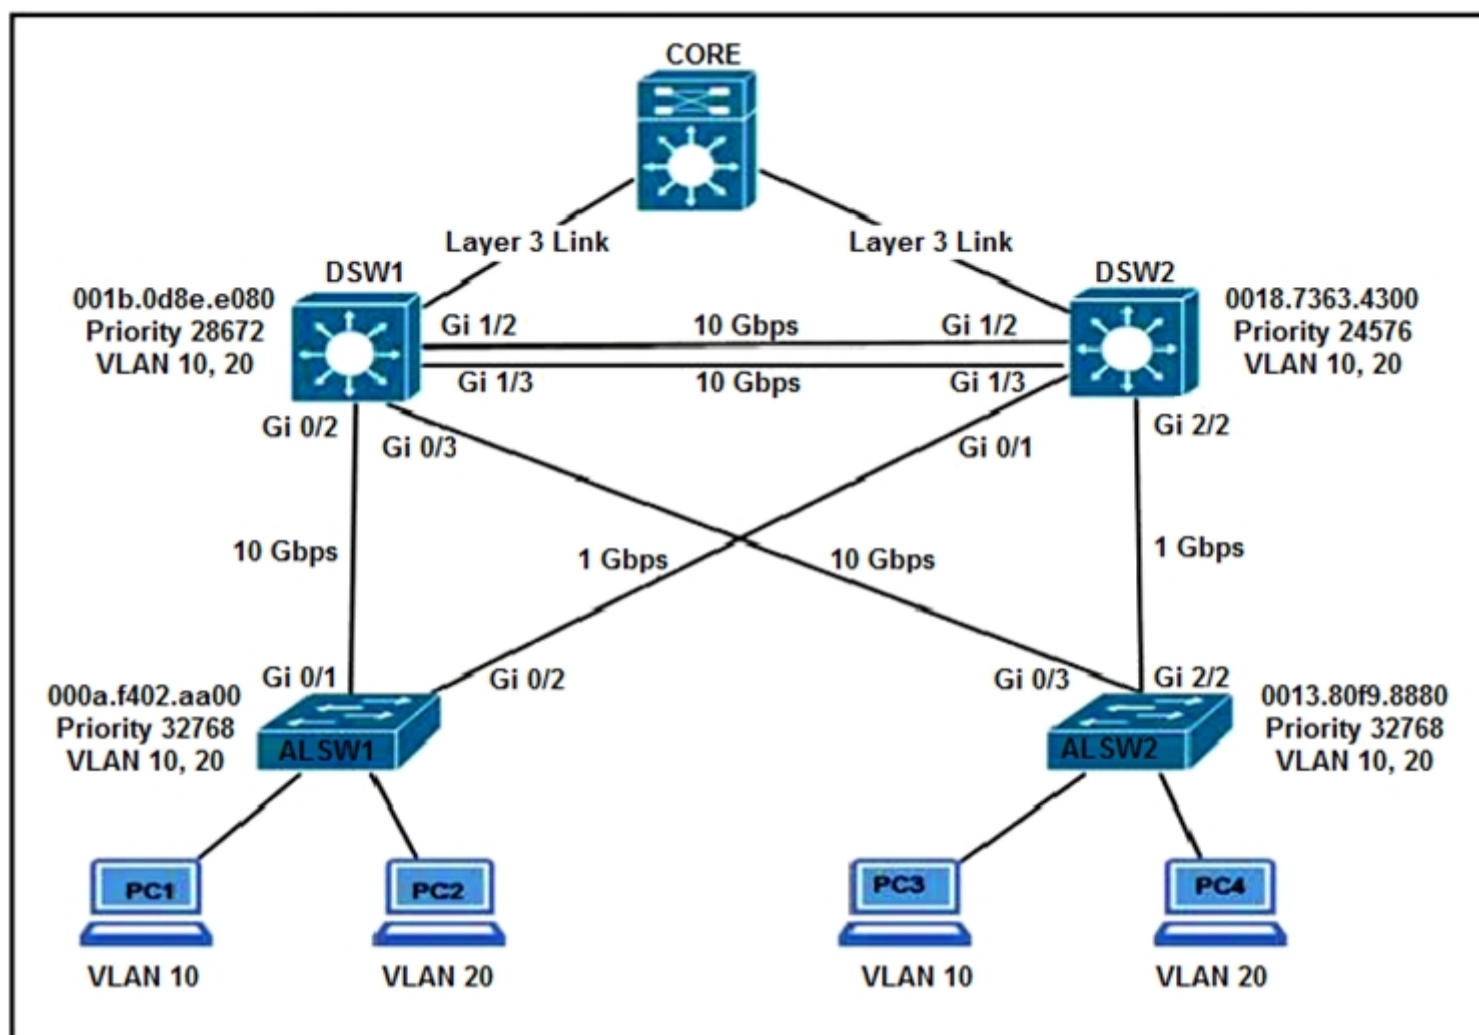 CORE
Layer 3 Link
Layer 3 Link
DSW1
DSW2
001b.0d8e.e080
Priority 28672
VLAN 10, 20
0018.7363.4300
Priority 24576
VLAN 10, 20
Gi 1/2
10 Gbps
Gi 1/2
Gi 1/3
10 Gbps
Gi 1/3
Gi 0/2
Gi 0/3
Gi 0/1
Gi 2/2
10 Gbps
1 Gbps
10 Gbps
1 Gbps
Gi 0/1
Gi 0/2
Gi 0/3
Gi 2/2
000a.f402.aa00
Priority 32768
VLAN 10, 20
ALSW1
ALSW2
0013.80f9.8880
Priority 32768
VLAN 10, 20
PC1
PC2
PC3
PC4
VLAN 10
VLAN 20
VLAN 10
VLAN 20